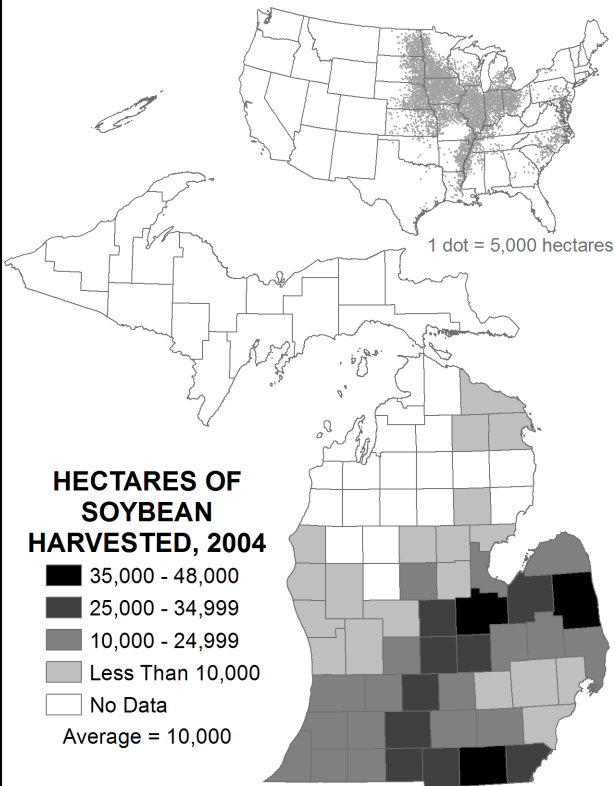 1 dot = 5,000 hectares
HECTARES OF
SOYBEAN
HARVESTED, 2004
35,000 - 48,000
25,000 - 34,999
10,000 - 24,999
Less Than 10,000
No Data
Average = 10,000